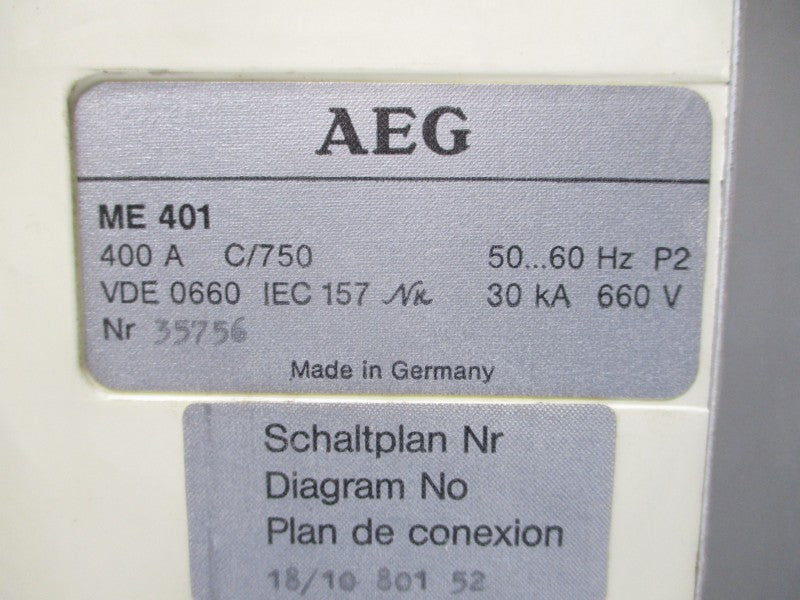 AEG
ME 401
400 A C/750 50...60 Hz P2
VDE 0660 IEC 157 30 kA 660 V
Nr 35756
Made in Germany
Schaltplan Nr
Diagram No
Plan de conexion
18/10 801 52